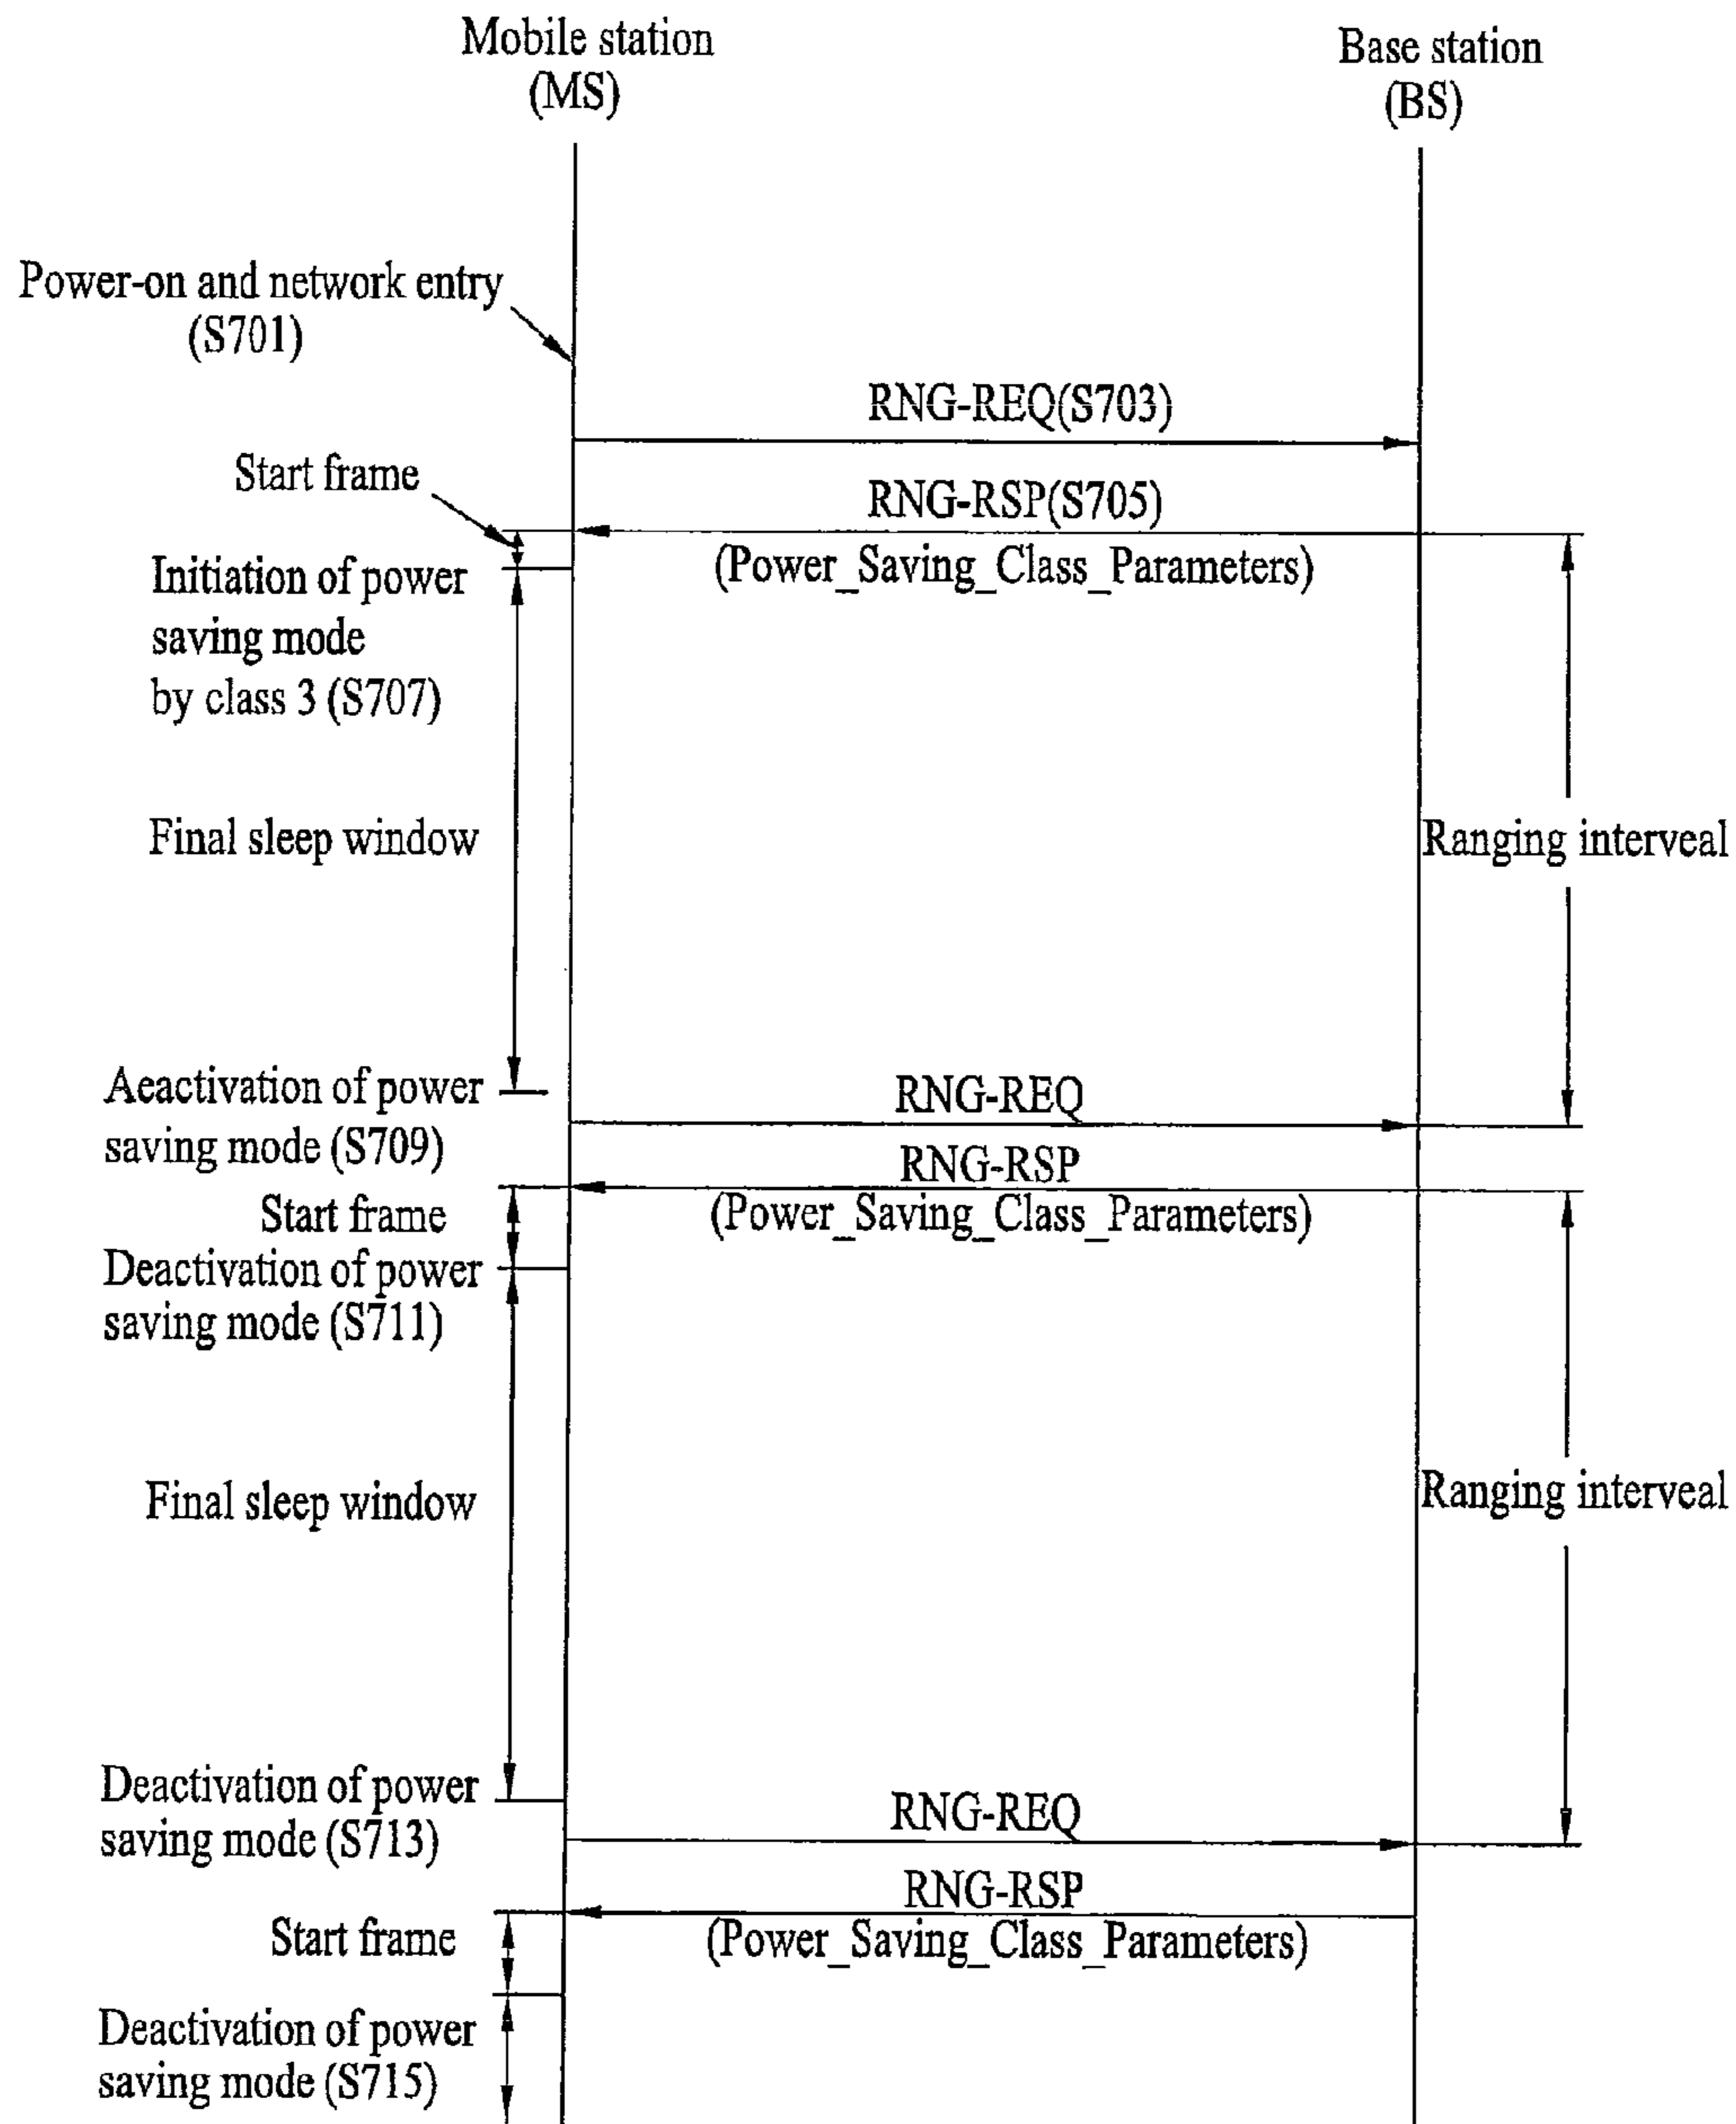 Mobile station
(MS)
Base station
(BS)
Power-on and network entry
(S701)
RNG-REQ(S703)
Start frame
RNG-RSP(S705)
(Power_Saving_Class_Parameters)
Initiation of power
saving mode
by class 3 (S707)
Final sleep window
Ranging interveal
Aeactivation of power
saving mode (S709)
RNG-REQ
RNG-RSP
(Power_Saving_Class_Parameters)
Start frame
Deactivation of power
saving mode (S711)
Final sleep window
Ranging interveal
Deactivation of power
saving mode (S713)
RNG-REQ
RNG-RSP
(Power_Saving_Class_Parameters)
Start frame
Deactivation of power
saving mode (S715)